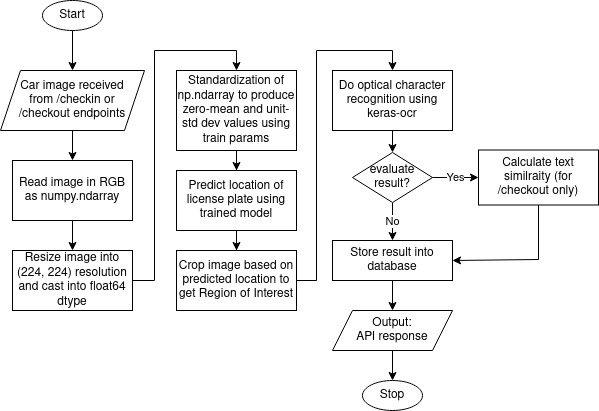 Start
Car image received
from /checkin or
/checkout endpoints
Read image in RGB
as numpy.ndarray
Resize image into
(224, 224) resolution
and cast into float64
dtype
Standardization of
np.ndarray to produce
zero-mean and unit-
std dev values using
train params
Predict location of
license plate using
trained model
Crop image based on
predicted location to
get Region of Interest
Do optical character
recognition using
keras-ocr
evaluate
result?
Yes
Calculate text
similraity (for
/checkout only)
No
Store result into
database
Output:
API response
Stop